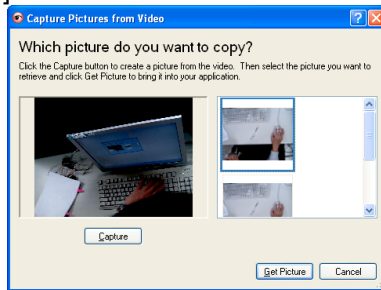 Capture Pictures from Video
Which picture do you want to copy?
Click the Capture button to create a picture from the video. Then select the picture you want to
retrieve and click Get Picture to bring it into your application.
Capture
Get Picture
Cancel